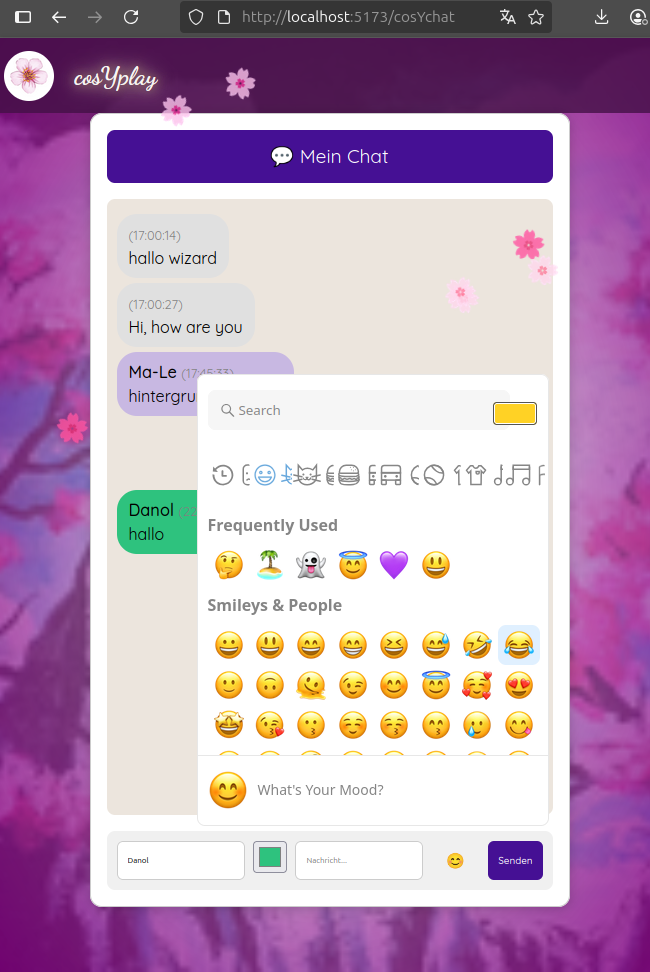 http://localhost:5173/cosYchat
cosYplay
💬 Mein Chat
(17:00:14)
hallo wizard
(17:00:27)
Hi, how are you
Ma-Le (17:45:33)
hintergru
Danol (22
hallo
Search
Frequently Used
Smileys & People
What's Your Mood?
Danol
Nachricht...
Senden